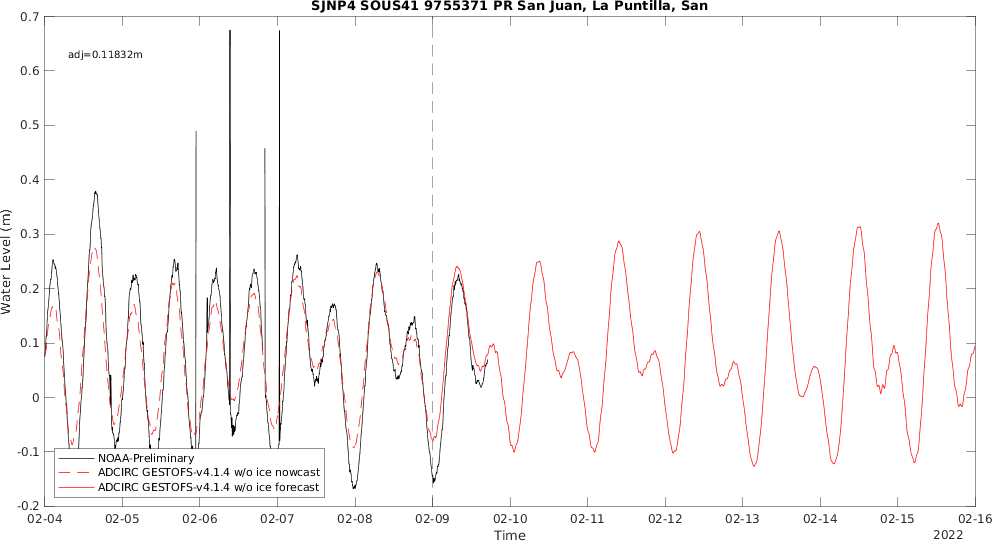 SJNP4 SOUS41 9755371 PR San Juan, La Puntilla, San
adj=0.11832m
Water Level (m)
0.7
0.6
0.5
0.4
0.3
0.2
0.1
0
-0.1
-0.2
NOAA-Preliminary
ADCIRC GESTOFS-v4.1.4 w/o ice nowcast
ADCIRC GESTOFS-v4.1.4 w/o ice forecast
02-04 02-05 02-06 02-07 02-08 02-09 02-10 02-11 02-12 02-13 02-14 02-15 02-16
Time
2022